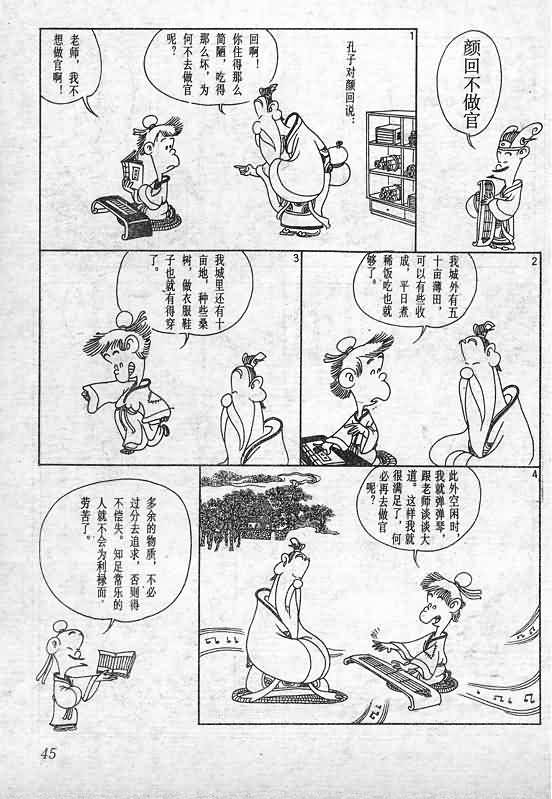 颜回不做官
1
孔子对颜回说：
回啊！
你住得那么
简陋，吃得
那么坏，为
何不去做官
呢？
老师，我不
想做官啊！
2
我城外有五
十亩薄田，
可以有些收
成，平日煮
稀饭吃也就
够了。
3
我城里还有十
亩地，种些桑
树，做衣服鞋
子也就有得穿
了。
4
此外空闲时，
我就弹弹琴，
跟老师谈谈大
道。这样我就
很满足了，何
必再去做官
呢？
多余的物质，不必
过分去追求，否则得
不偿失。知足常乐的
人就不会为利禄而
劳苦了。
45